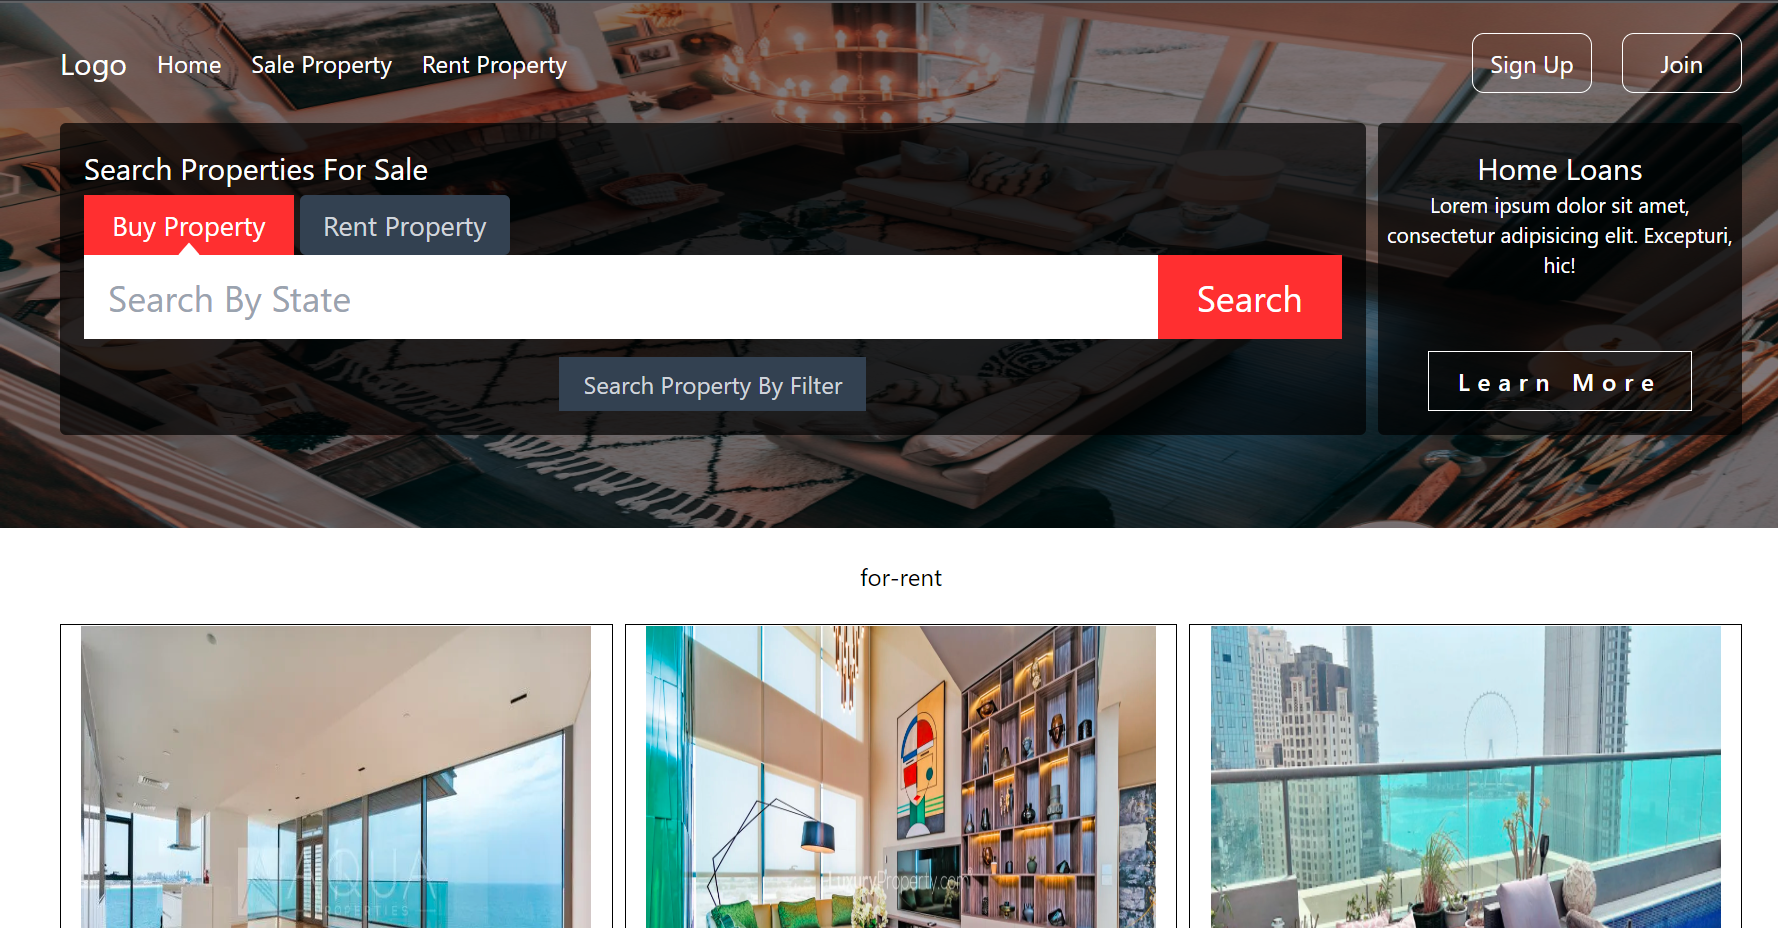 Logo Home Sale Property Rent Property Sign Up Join
Search Properties For Sale
Buy Property Rent Property
Search By State Search
Search Property By Filter
Home Loans
Lorem ipsum dolor sit amet,
consectetur adipisicing elit. Excepturi,
hic!
Learn More
for-rent
AQUA
PROPERTIES
LuxuryProperty.com